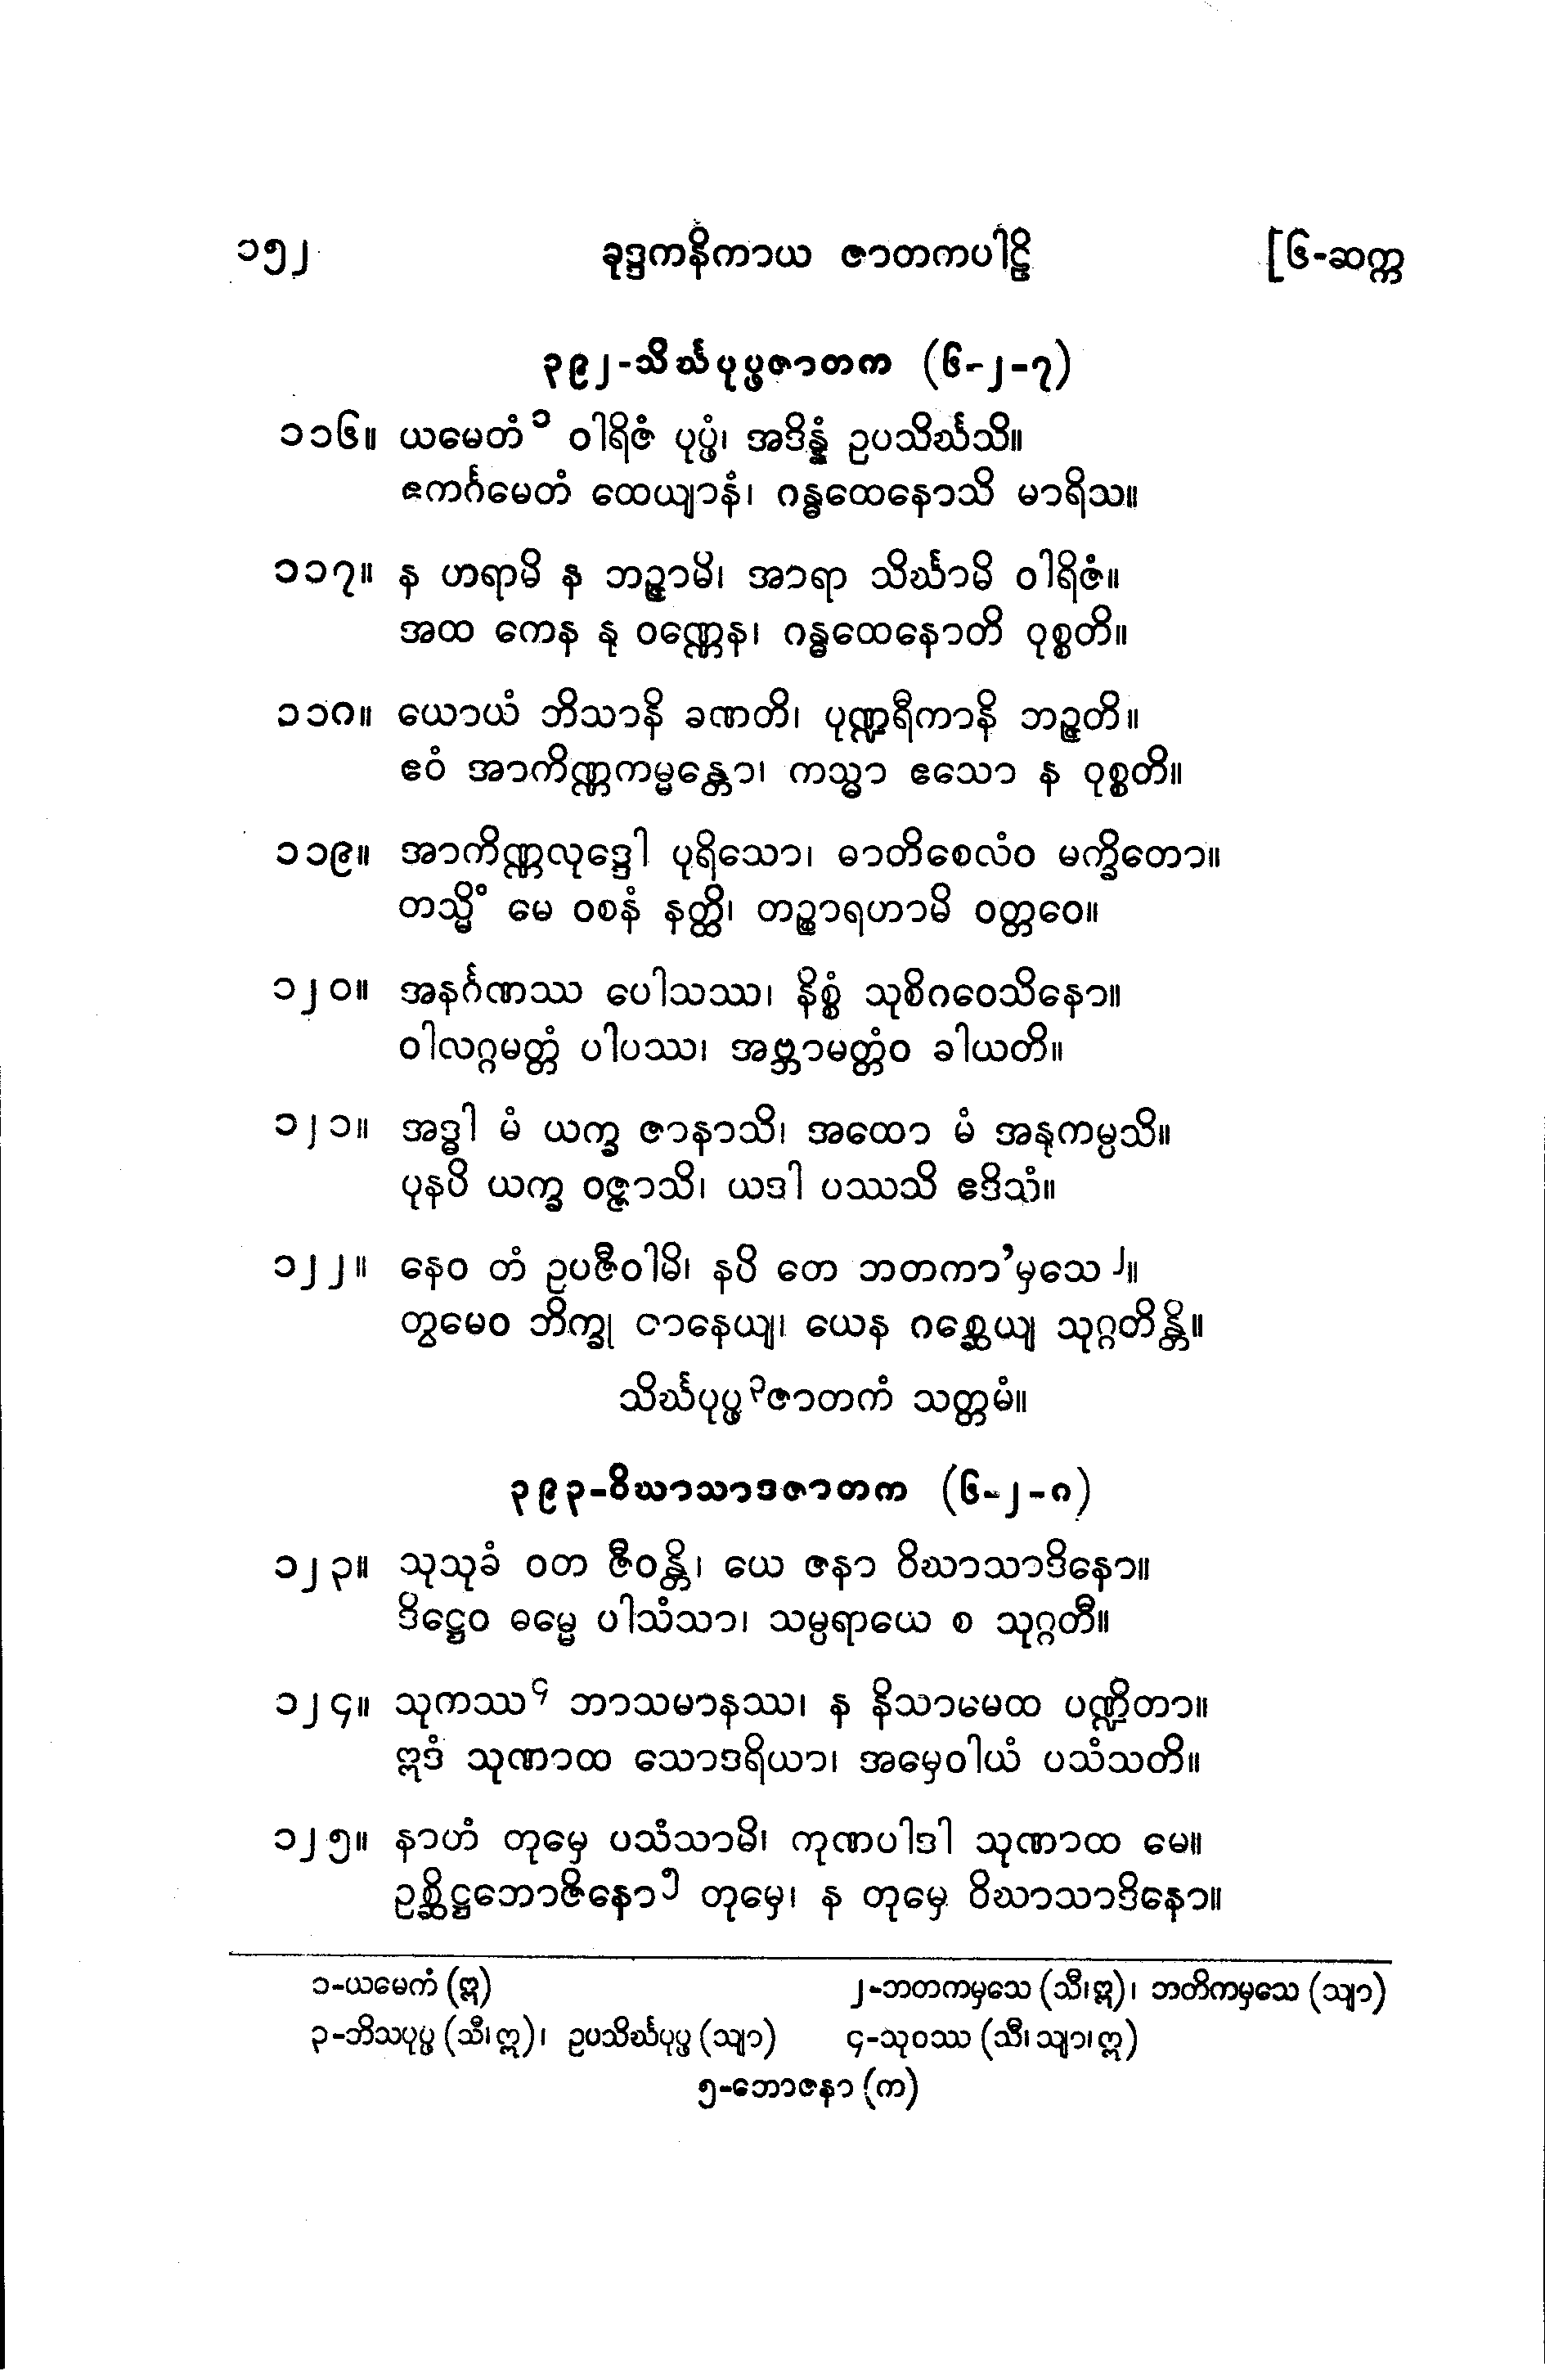 ၁၅၂ ခုဒ္ဒကနိကာယ ဇာတကပါဠိ [၆-ဆက္က
၃၉၂-သိင်္ဃပုပ္ဖဇာတက (၆-၂-၇)
၁၁၆။ ယမေတံ၁ ဝါရိဇံ ပုပ္ဖံ၊ အဒိန္နံ ဥပသိင်္ဃသိ။
ဧကင်္ဂမေတံ ထေယျာနံ၊ ဂန္ဓထေနောသိ မာရိသ။
၁၁၇။ န ဟရာမိ န ဘဉ္ဇာမိ၊ အာရာ သိင်္ဃာမိ ဝါရိဇံ။
အထ ကေန နု ဝဏ္ဏေန၊ ဂန္ဓထေနောတိ ဝုစ္စတိ။
၁၁၈။ ယောယံ ဘိသာနိ ခဏတိ၊ ပုဏ္ဍရီကာနိ ဘဉ္ဇတိ။
ဧဝံ အာကိဏ္ဏကမ္မန္တော၊ ကသ္မာ ဧသော န ဝုစ္စတိ။
၁၁၉။ အာကိဏ္ဏလုဒ္ဒေါ ပုရိသော၊ ဓာတိစေလံဝ မက္ခိတော။
တသ္မိံ မေ ဝစနံ နတ္ထိ၊ တဉ္စာရဟာမိ ဝတ္တဝေ။
၁၂၀။ အနင်္ဂဏဿ ပေါသဿ၊ နိစ္စံ သုစိဂဝေသိနော။
ဝါလဂ္ဂမတ္တံ ပါပဿ၊ အဗ္ဘာမတ္တံဝ ခါယတိ။
၁၂၁။ အဒ္ဓါ မံ ယက္ခ ဇာနာသိ၊ အထော မံ အနုကမ္ပသိ။
ပုနပိ ယက္ခ ဝဇ္ဇာသိ၊ ယဒါ ပဿသိ ဧဒိသံ။
၁၂၂။ နေဝ တံ ဥပဇီဝါမိ၊ နပိ တေ ဘတကာ’မှသေ၂။
တွမေဝ ဘိက္ခု ဇာနေယျ၊ ယေန ဂစ္ဆေယျ သုဂ္ဂတိန္တိ။
သိင်္ဃပုပ္ဖ၃ဇာတကံ သတ္တမံ။
၃၉၃-ဝိဃာသာဒဇာတက (၆-၂-၈)
၁၂၃။ သုသုခံ ဝတ ဇီဝန္တိ၊ ယေ ဇနာ ဝိဃာသာဒိနော။
ဒိဋ္ဌေဝ ဓမ္မေ ပါသံသာ၊ သမ္ပရာယေ စ သုဂ္ဂတီ။
၁၂၄။ သုကဿ၄ ဘာသမာနဿ၊ န နိသာမေထ ပဏ္ဍိတာ။
ဣဒံ သုဏာထ သောဒရိယာ၊ အမှေဝါယံ ပသံသတိ။
၁၂၅။ နာဟံ တုမှေ ပသံသာမိ၊ ကုဏပါဒါ သုဏာထ မေ။
ဥစ္ဆိဋ္ဌဘောဇိနော၅ တုမှေ၊ န တုမှေ ဝိဃာသာဒိနော။
၁-ယမေကံ (ဣ) ၂-ဘတကမှသေ (သီ၊ဣ)၊ ဘတိကမှသေ (သျာ)
၃-ဘိသပုပ္ဖ (သီ၊ဣ)၊ ဥပသိင်္ဃပုပ္ဖ (သျာ) ၄-သုဝဿ (သီ၊သျာ၊ဣ)
၅-ဘောဇနာ (က)